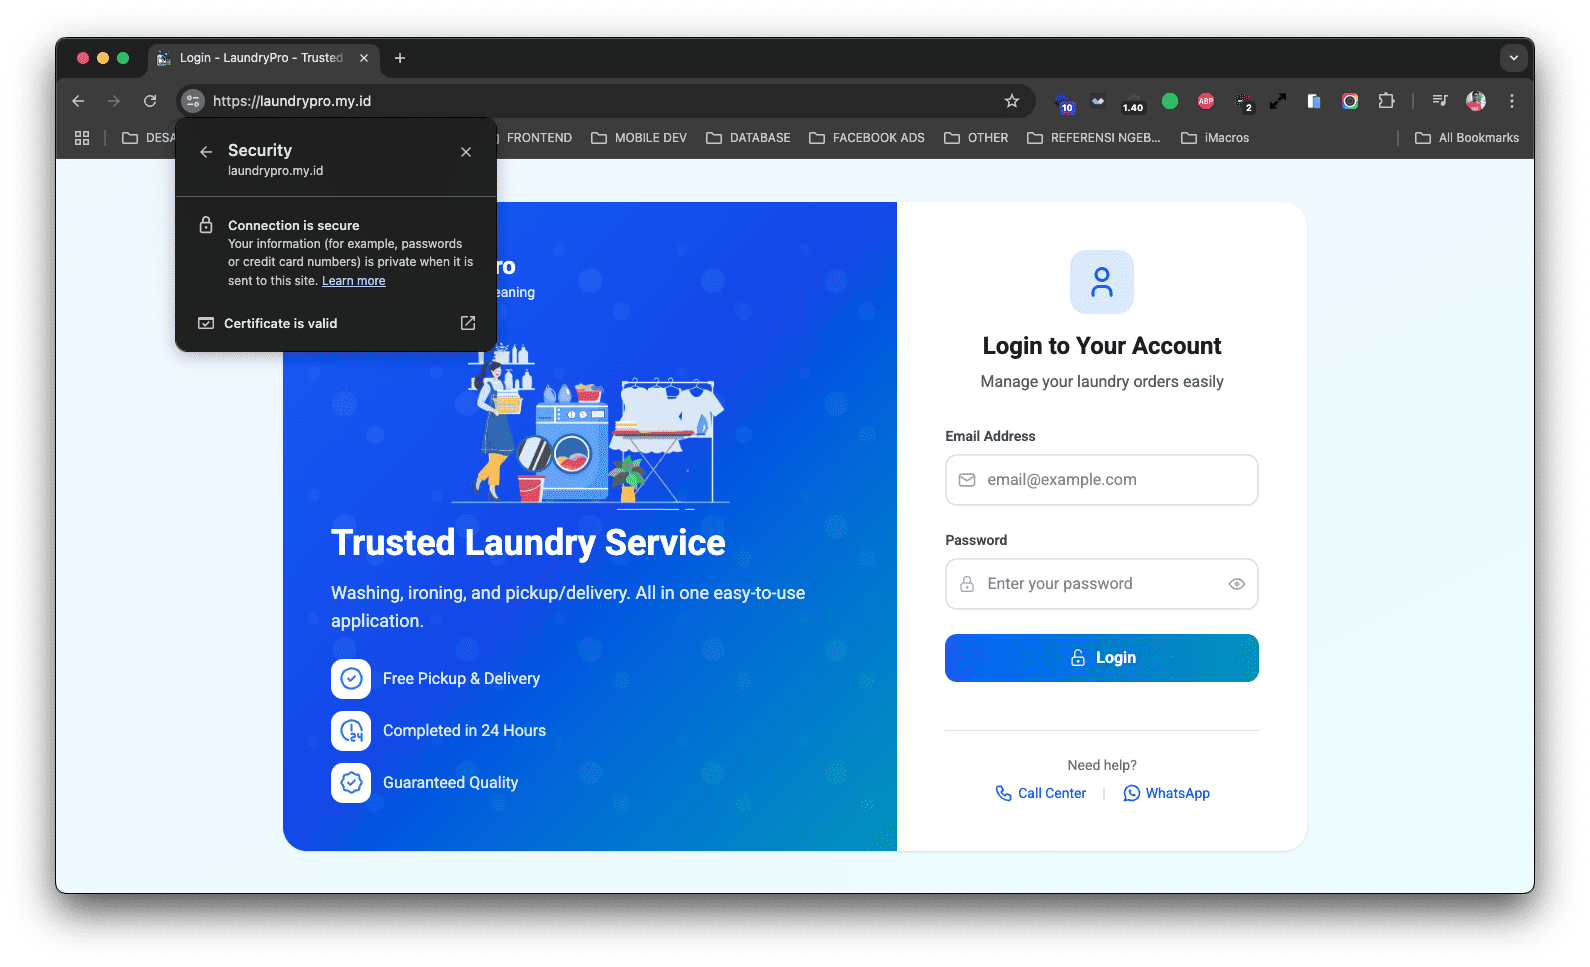 Login - LaundryPro - Trusted
https://laundrypro.my.id
10
1.40
ABP
2
DESA
FRONTEND
MOBILE DEV
DATABASE
FACEBOOK ADS
OTHER
REFERENSI NGEB...
iMacros
All Bookmarks
Security
laundrypro.my.id
Connection is secure
Your information (for example, passwords
or credit card numbers) is private when it is
sent to this site. Learn more
Certificate is valid
ro
eaning
Trusted Laundry Service
Washing, ironing, and pickup/delivery. All in one easy-to-use
application.
Free Pickup & Delivery
24
Completed in 24 Hours
Guaranteed Quality
Login to Your Account
Manage your laundry orders easily
Email Address
email@example.com
Password
Enter your password
Login
Need help?
Call Center | WhatsApp